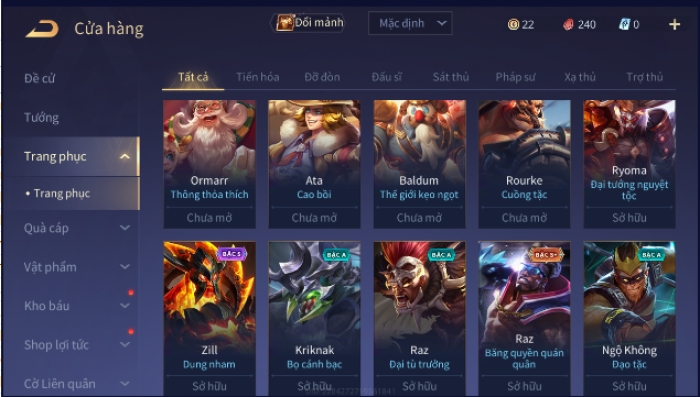 Cửa hàng
Đổi mảnh
Mặc định
22
240
0
Đề cử
Tướng
Trang phục
• Trang phục
Quà cáp
Vật phẩm
Kho báu
Shop lợi tức
Cờ Liên quân
Tất cả
Tiến hóa
Đỡ đòn
Đấu sĩ
Sát thủ
Pháp sư
Xạ thủ
Trợ thủ
Ormarr
Thông thỏa thích
Chưa mở
Ata
Cao bồi
Chưa mở
Baldum
Thế giới kẹo ngọt
Chưa mở
Rourke
Cuồng tặc
Chưa mở
Ryoma
Đại tướng nguyệt
tộc
Sở hữu
BẬC S
Zill
Dung nham
Sở hữu
BẬC A
Kriknak
Bọ cánh bạc
Sở hữu
BẬC A
Raz
Đại tù trưởng
Sở hữu
BẬC S+
Raz
Băng quyền quán
quân
Sở hữu
BẬC A
Ngộ Không
Đạo tặc
Sở hữu